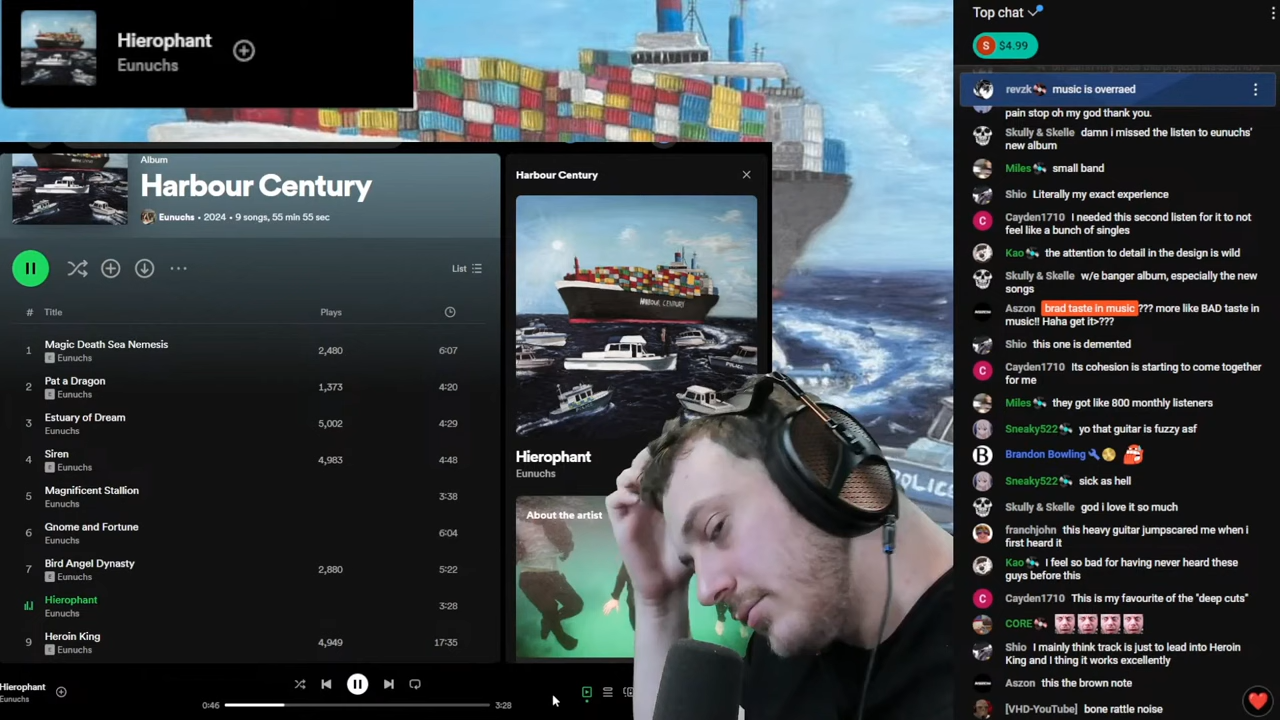 Hierophant
Eunuchs
Album
Harbour Century
Eunuchs • 2024 • 9 songs, 55 min 55 sec
List
# Title Plays
1 Magic Death Sea Nemesis 2,480 6:07
E Eunuchs
2 Pat a Dragon 1,373 4:20
E Eunuchs
3 Estuary of Dream 5,002 4:29
Eunuchs
4 Siren 4,983 4:48
E Eunuchs
5 Magnificent Stallion 3:38
E Eunuchs
6 Gnome and Fortune 6:04
E Eunuchs
7 Bird Angel Dynasty 2,880 5:22
E Eunuchs
Hierophant 3:28
Eunuchs
9 Heroin King 4,949 17:35
E Eunuchs
Hierophant
Eunuchs
0:46 3:28
Harbour Century
HARBOUR CENTURY
POLICE
Hierophant
Eunuchs
About the artist
POLICE
Top chat
S $4.99
revzk music is overraed
pain stop oh my god thank you.
Skully & Skelle damn i missed the listen to eunuchs'
new album
Miles small band
Shio Literally my exact experience
Cayden1710 I needed this second listen for it to not
feel like a bunch of singles
Kao the attention to detail in the design is wild
Skully & Skelle w/e banger album, especially the new
songs
Aszon brad taste in music ??? more like BAD taste in
music!! Haha get it>???
Shio this one is demented
Cayden1710 Its cohesion is starting to come together
for me
Miles they got like 800 monthly listeners
Sneaky522 yo that guitar is fuzzy asf
Brandon Bowling
Sneaky522 sick as hell
Skully & Skelle god i love it so much
franchjohn this heavy guitar jumpscared me when i
first heard it
Kao I feel so bad for having never heard these
guys before this
Cayden1710 This is my favourite of the "deep cuts"
CORE
Shio I mainly think track is just to lead into Heroin
King and I thing it works excellently
Aszon this the brown note
[VHD-YouTube] bone rattle noise